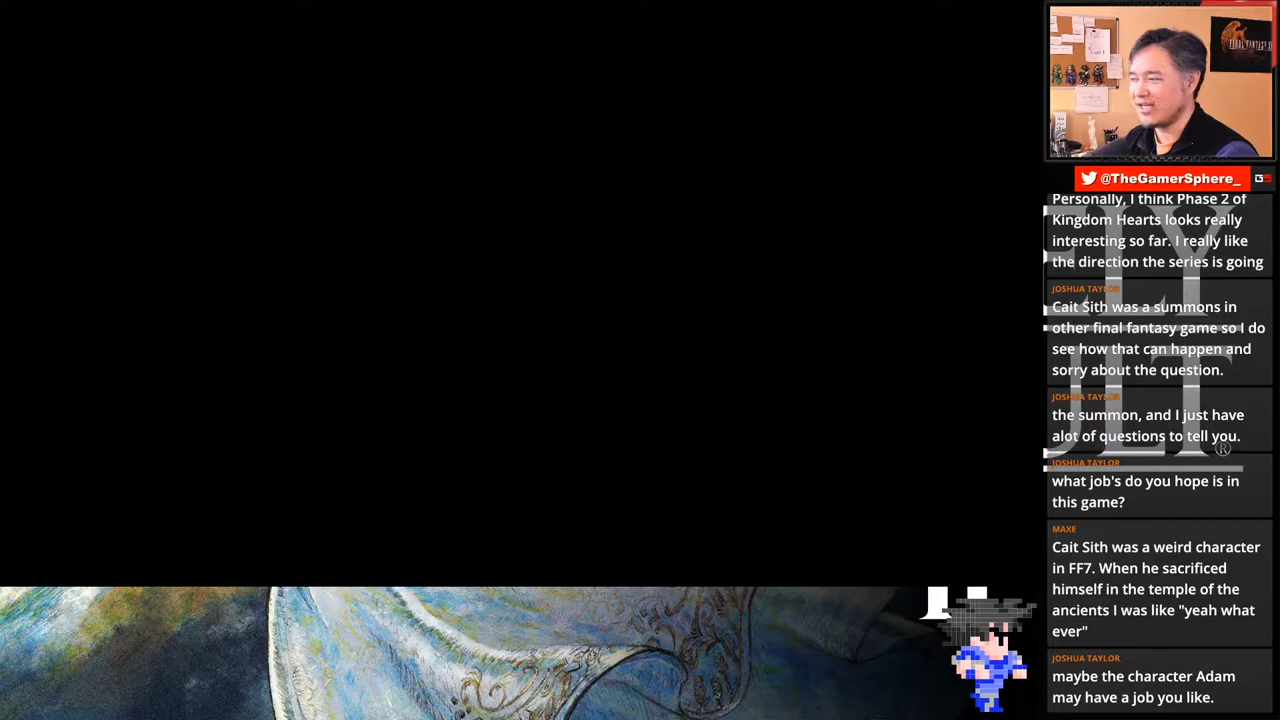 FINAL FANTASY
@TheGamerSphere_
GS
Personally, I think Phase 2 of
Kingdom Hearts looks really
interesting so far. I really like
the direction the series is going
JOSHUA TAYLOR
Cait Sith was a summons in
other final fantasy game so I do
see how that can happen and
sorry about the question.
JOSHUA TAYLOR
the summon, and I just have
alot of questions to tell you.
JOSHUA TAYLOR
what job's do you hope is in
this game?
MAXE
Cait Sith was a weird character
in FF7. When he sacrificed
himself in the temple of the
ancients I was like "yeah what
ever"
JOSHUA TAYLOR
maybe the character Adam
may have a job you like.
ELY
ULT®